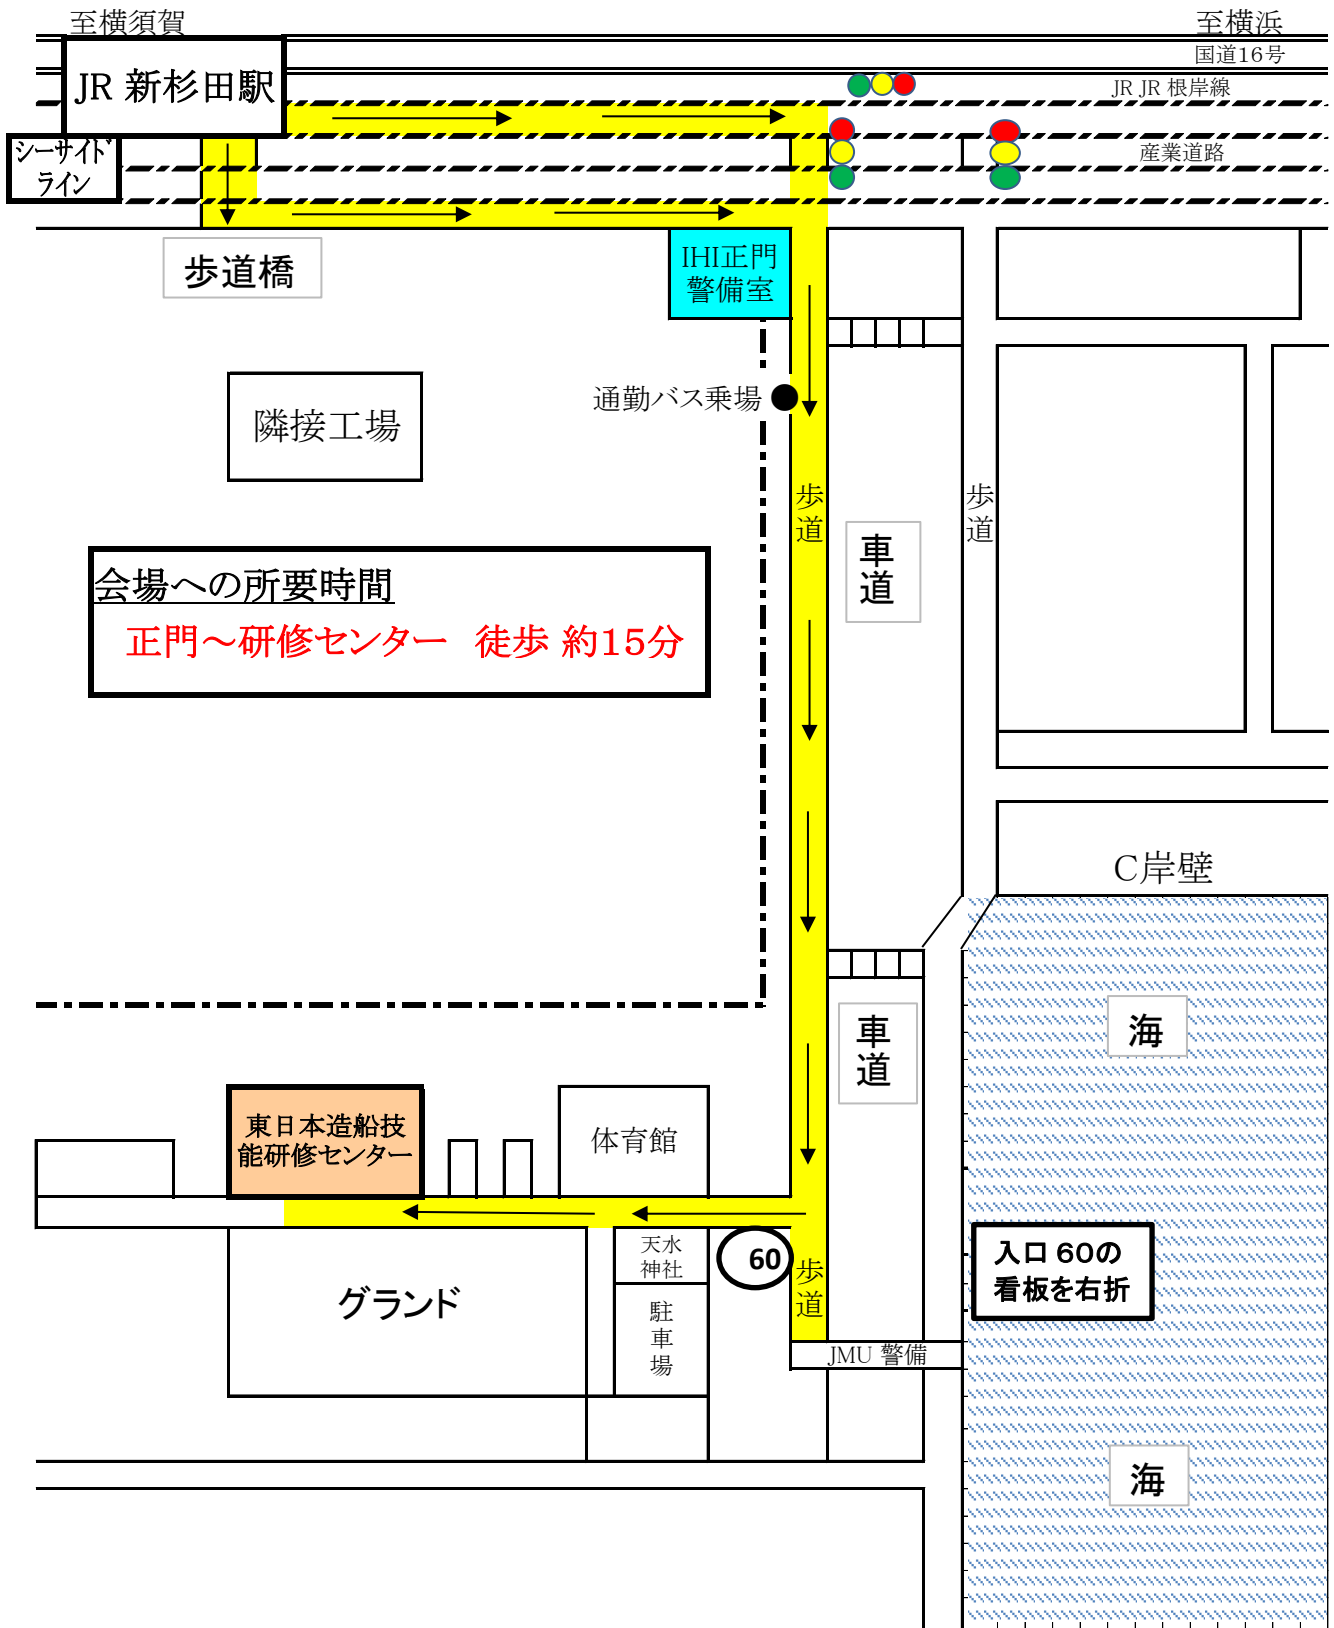 至横須賀
至横浜
国道16号
JR 新杉田駅
JR JR 根岸線
シーサイド
ライン
産業道路
歩道橋
IHI正門
警備室
通勤バス乗場
隣接工場
歩道
車道
歩道
会場への所要時間
正門～研修センター 徒歩 約15分
C岸壁
海
車道
東日本造船技
能研修センター
体育館
天水
神社
60
歩道
入口 60の
看板を右折
グランド
駐車場
JMU 警備
海